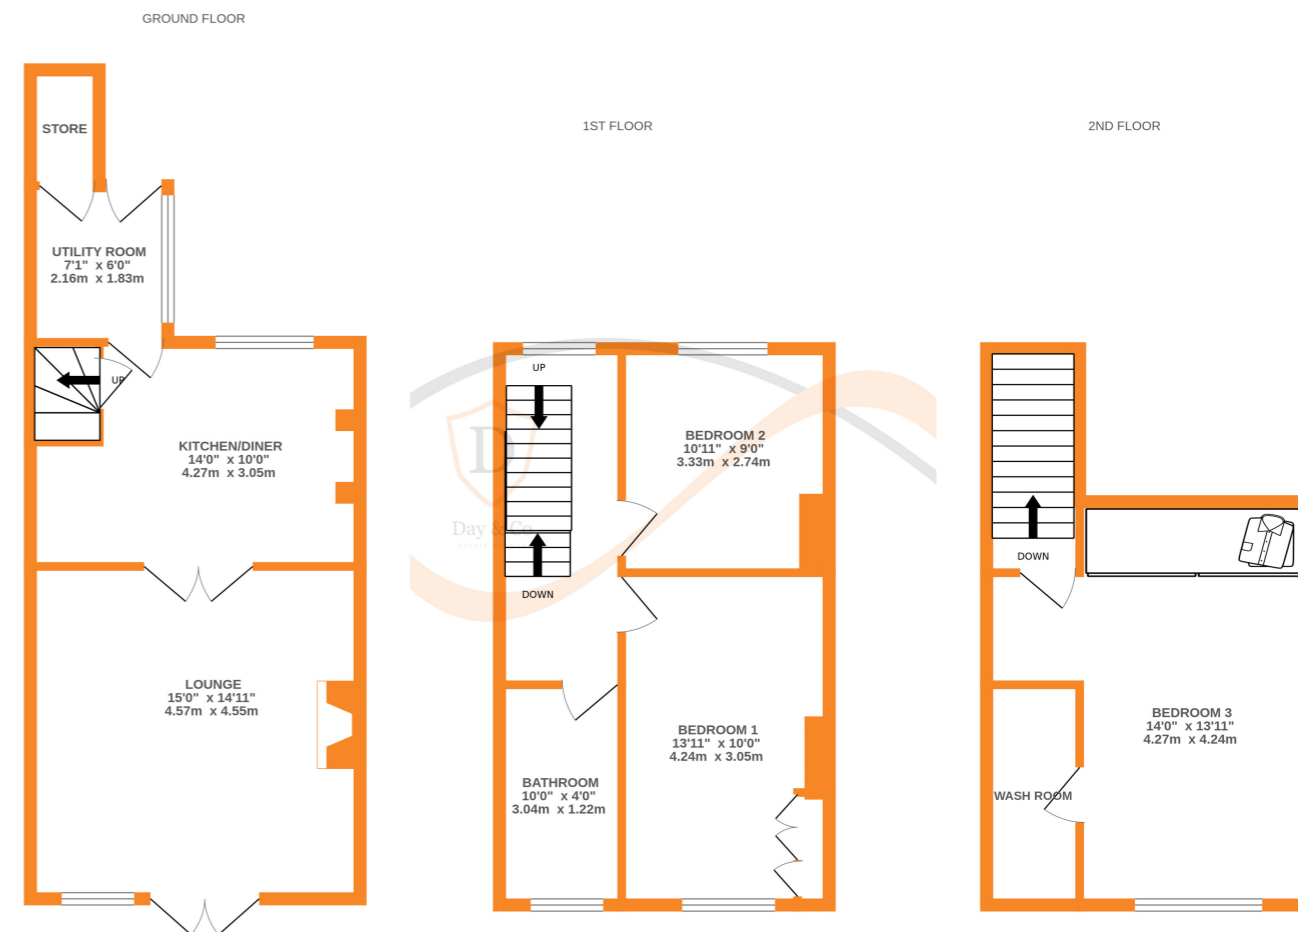 GROUND FLOOR
STORE
UTILITY ROOM
7'1" x 6'0"
2.16m x 1.83m
UP
KITCHEN/DINER
14'0" x 10'0"
4.27m x 3.05m
LOUNGE
15'0" x 14'11"
4.57m x 4.55m
1ST FLOOR
UP
BEDROOM 2
10'11" x 9'0"
3.33m x 2.74m
D
Day & Co
DOWN
BEDROOM 1
13'11" x 10'0"
4.24m x 3.05m
BATHROOM
10'0" x 4'0"
3.04m x 1.22m
2ND FLOOR
DOWN
BEDROOM 3
14'0" x 13'11"
4.27m x 4.24m
WASH ROOM